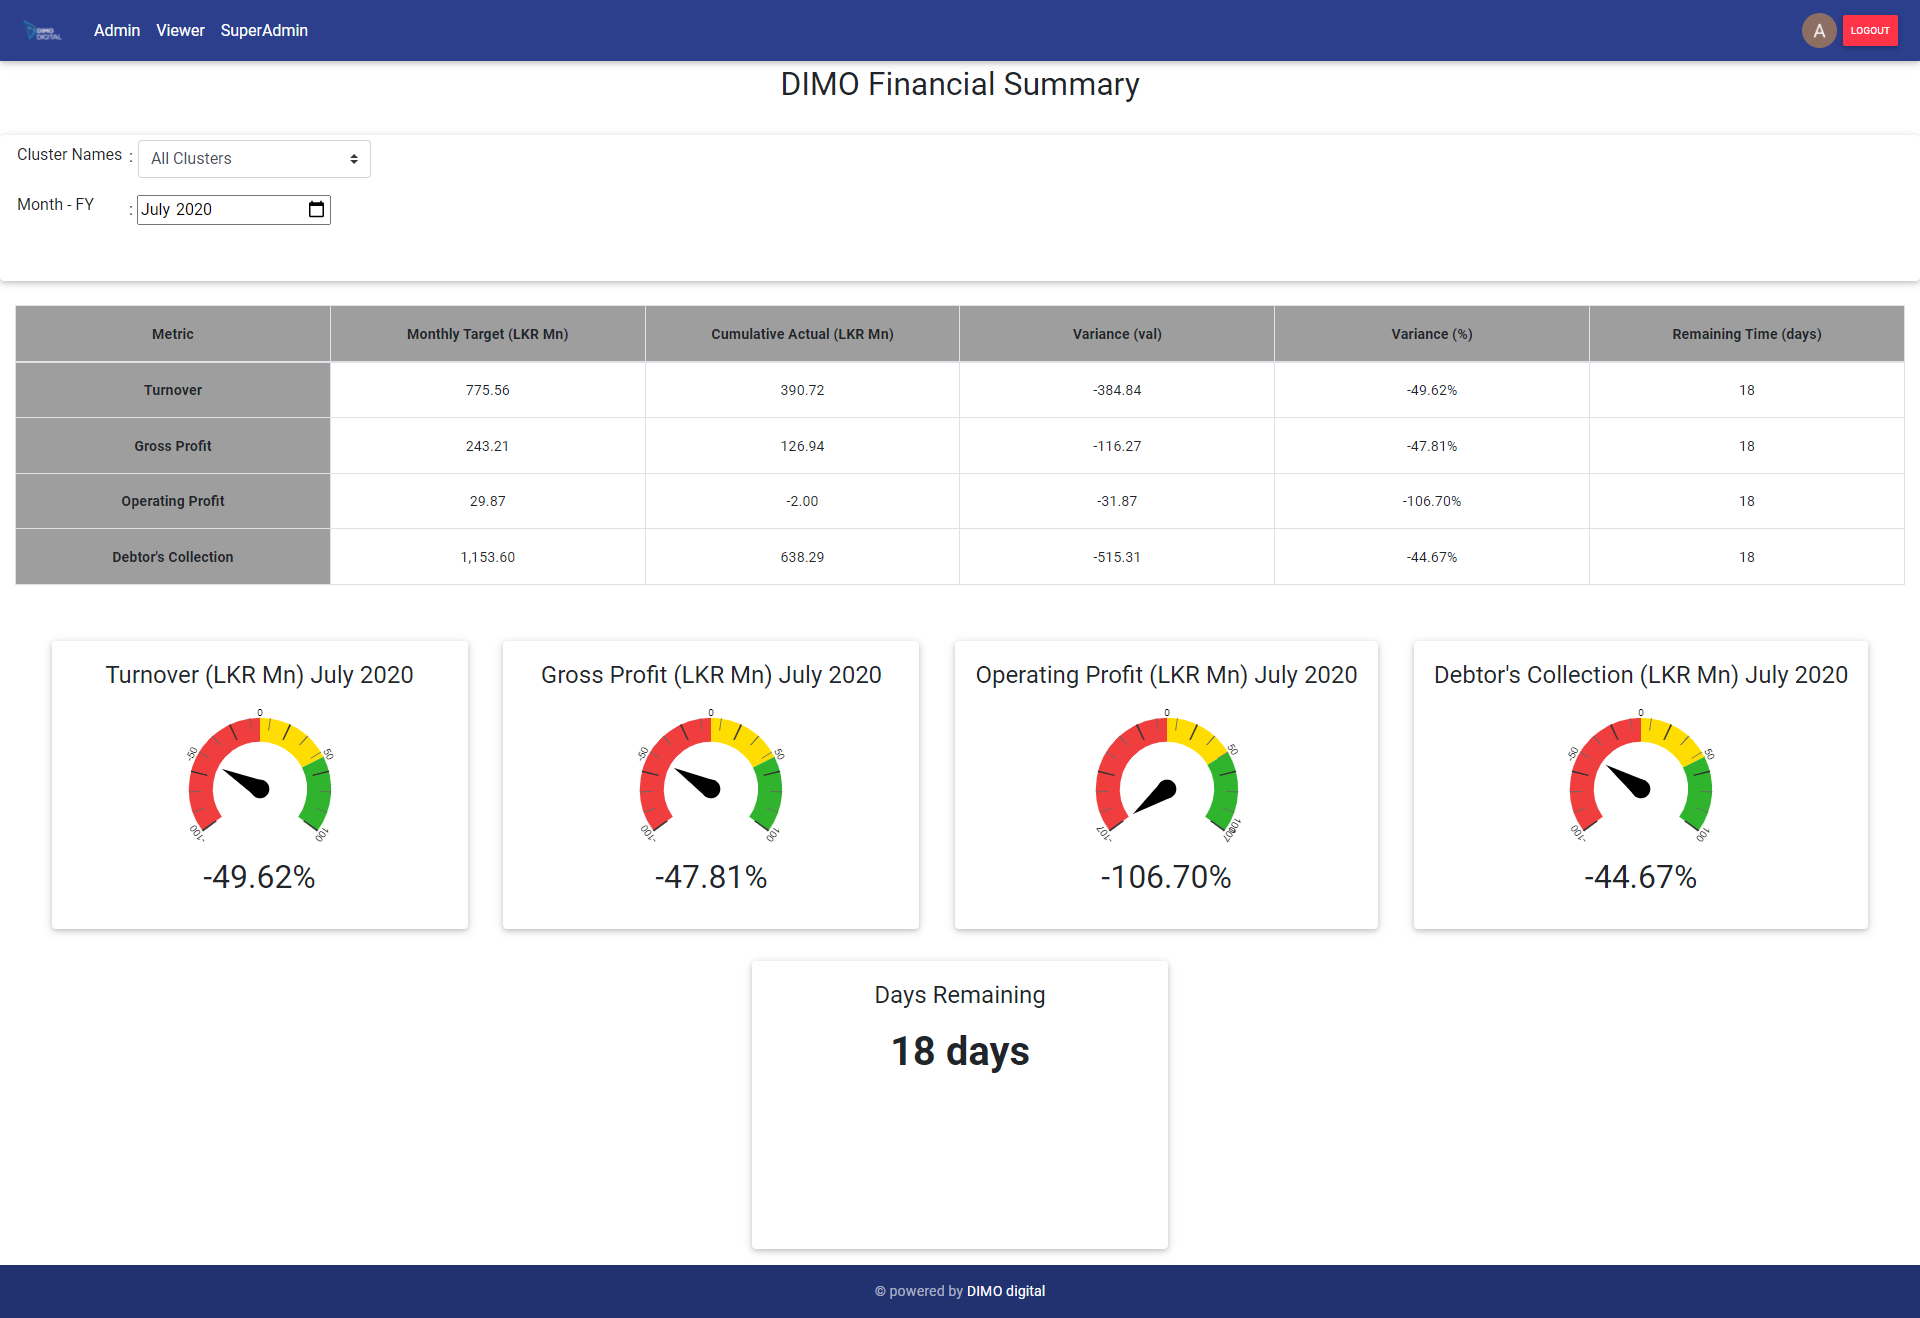 DIMO
DIGITAL
Admin Viewer SuperAdmin
A
LOGOUT
DIMO Financial Summary
Cluster Names : All Clusters
Month - FY : July 2020
Metric Monthly Target (LKR Mn) Cumulative Actual (LKR Mn) Variance (val) Variance (%) Remaining Time (days)
Turnover 775.56 390.72 -384.84 -49.62% 18
Gross Profit 243.21 126.94 -116.27 -47.81% 18
Operating Profit 29.87 -2.00 -31.87 -106.70% 18
Debtor's Collection 1,153.60 638.29 -515.31 -44.67% 18
Turnover (LKR Mn) July 2020
-100 -50 0 50 100
-49.62%
Gross Profit (LKR Mn) July 2020
-100 -50 0 50 100
-47.81%
Operating Profit (LKR Mn) July 2020
-107 0 50 100 107
-106.70%
Debtor's Collection (LKR Mn) July 2020
-100 -50 0 50 100
-44.67%
Days Remaining
18 days
© powered by DIMO digital